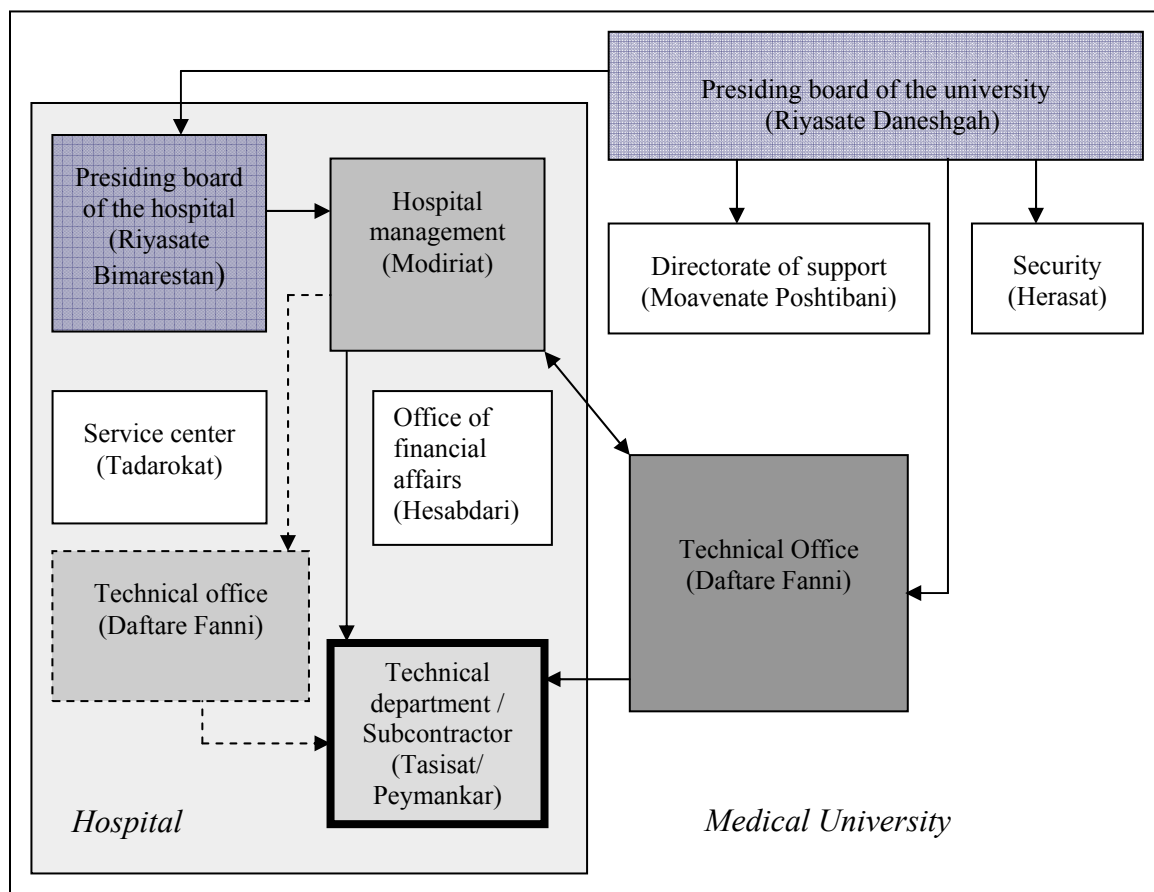 Presiding board of the university
(Riyasate Daneshgah)
Presiding board
of the hospital
(Riyasate
Bimarestan)
Hospital
management
(Modiriat)
Directorate of support
(Moavenate Poshtibani)
Security
(Herasat)
Service center
(Tadarokat)
Office of
financial
affairs
(Hesabdari)
Technical Office
(Daftare Fanni)
Technical office
(Daftare Fanni)
Technical
department /
Subcontractor
(Tasisat/
Peymankar)
Hospital
Medical University